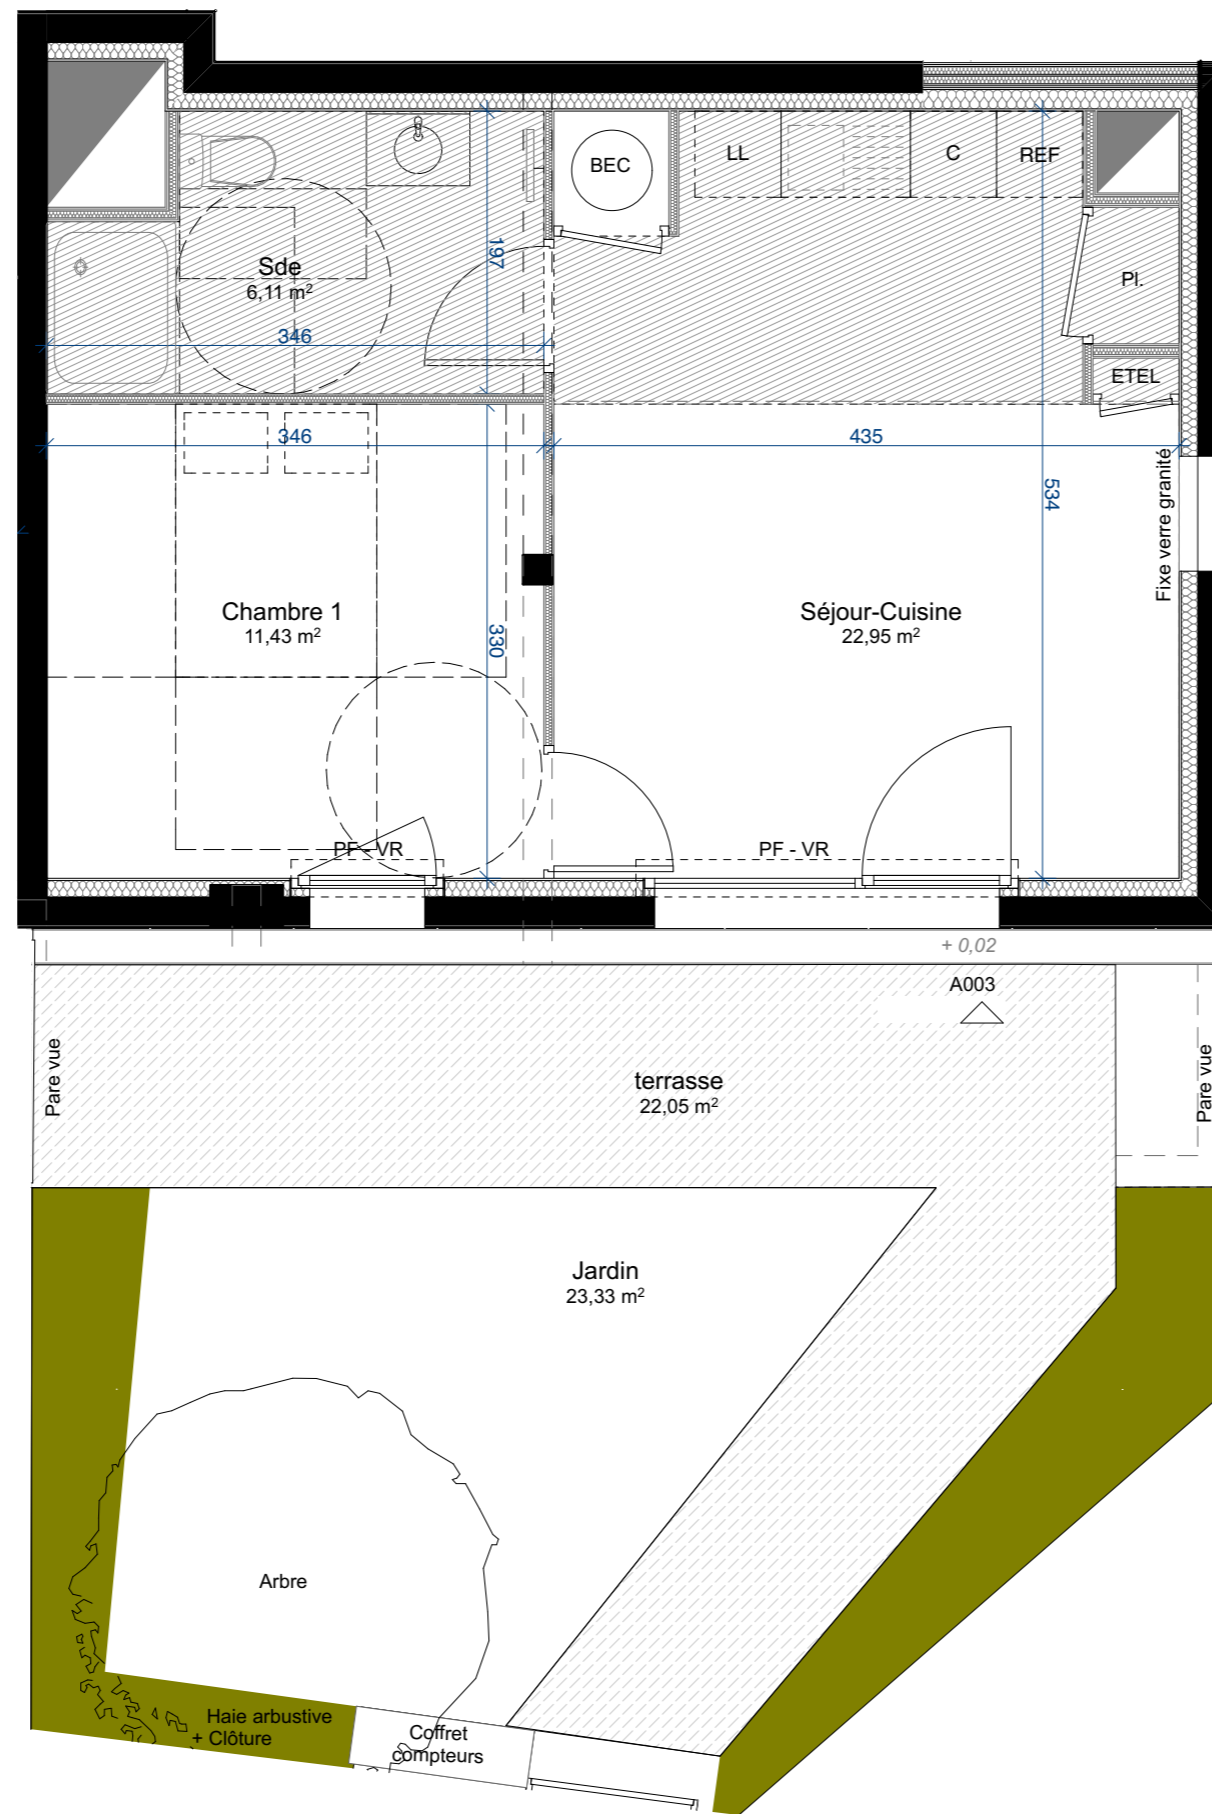 BEC
LL
C
REF
197
Sde
6,11 m²
Pl.
346
ETEL
346
435
534
Fixe verre granité
Chambre 1
11,43 m²
330
Séjour-Cuisine
22,95 m²
PF - VR
PF - VR
+ 0,02
A003
Pare vue
terrasse
22,05 m²
Pare vue
Jardin
23,33 m²
Arbre
Haie arbustive
+ Clôture
Coffret
compteurs